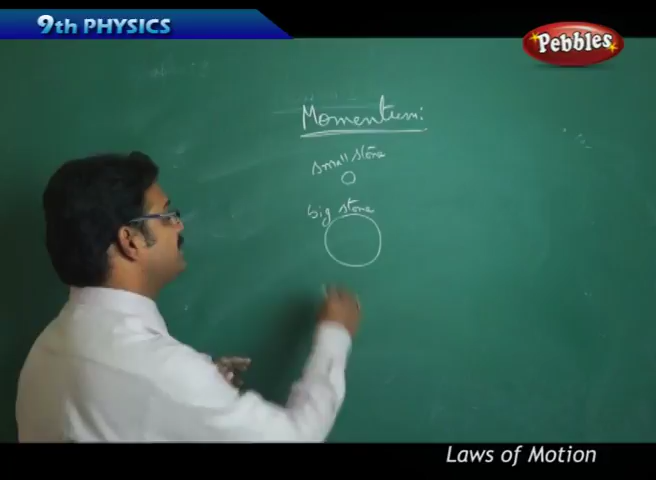 9th PHYSICS
Pebbles
Momentum:
small stone
big stone
Laws of Motion